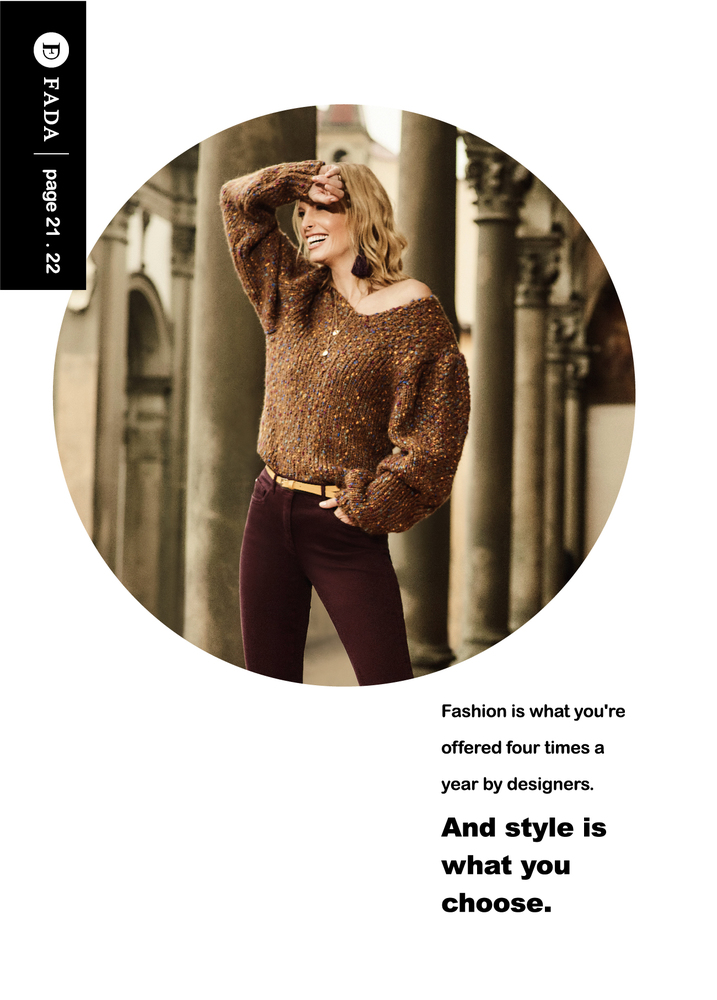 FADA | page 21 . 22
Fashion is what you're
offered four times a
year by designers.
And style is
what you
choose.